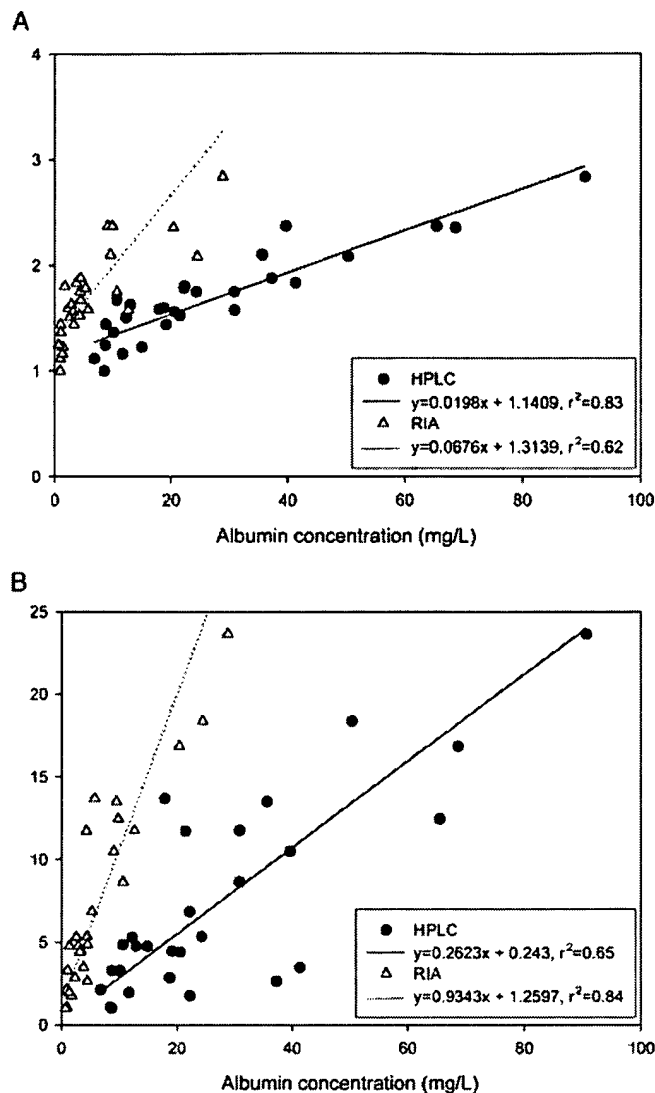 A
4
3
2
1
0
HPLC
y=0.0198x + 1.1409, r²=0.83
RIA
y=0.0676x + 1.3139, r²=0.62
0 20 40 60 80 100
Albumin concentration (mg/L)
B
25
20
15
10
5
0
HPLC
y=0.2623x + 0.243, r²=0.65
RIA
y=0.9343x + 1.2597, r²=0.84
0 20 40 60 80 100
Albumin concentration (mg/L)